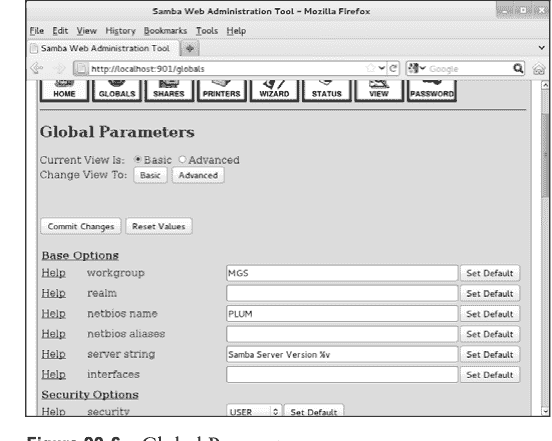 Samba Web Administration Tool - Mozilla Firefox
File Edit View History Bookmarks Tools Help
Samba Web Administration Tool
http://localhost:901/globals
Google
HOME GLOBALS SHARES PRINTERS WIZARD STATUS VIEW PASSWORD
Global Parameters
Current View Is: Basic Advanced
Change View To: Basic Advanced
Commit Changes Reset Values
Base Options
Help workgroup MGS Set Default
Help realm Set Default
Help netbios name PLUM Set Default
Help netbios aliases Set Default
Help server string Samba Server Version %v Set Default
Help interfaces Set Default
Security Options
Help security USER Set Default